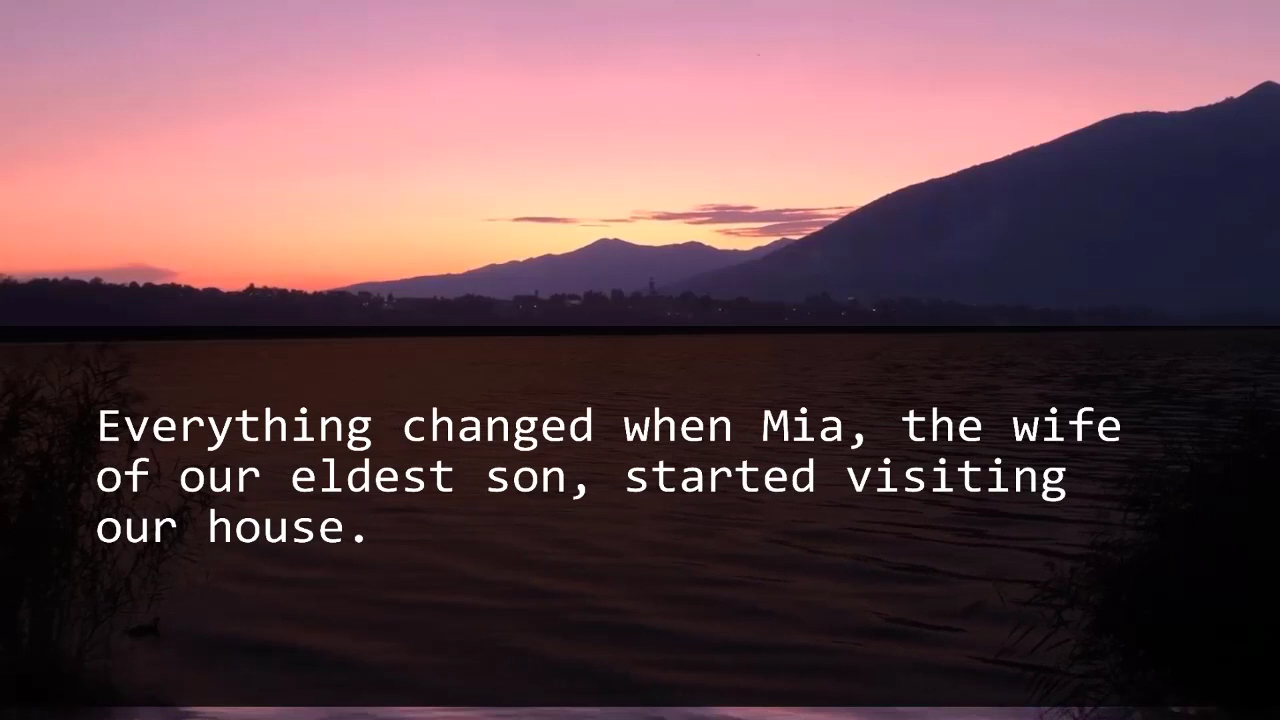 Everything changed when Mia, the wife
of our eldest son, started visiting
our house.